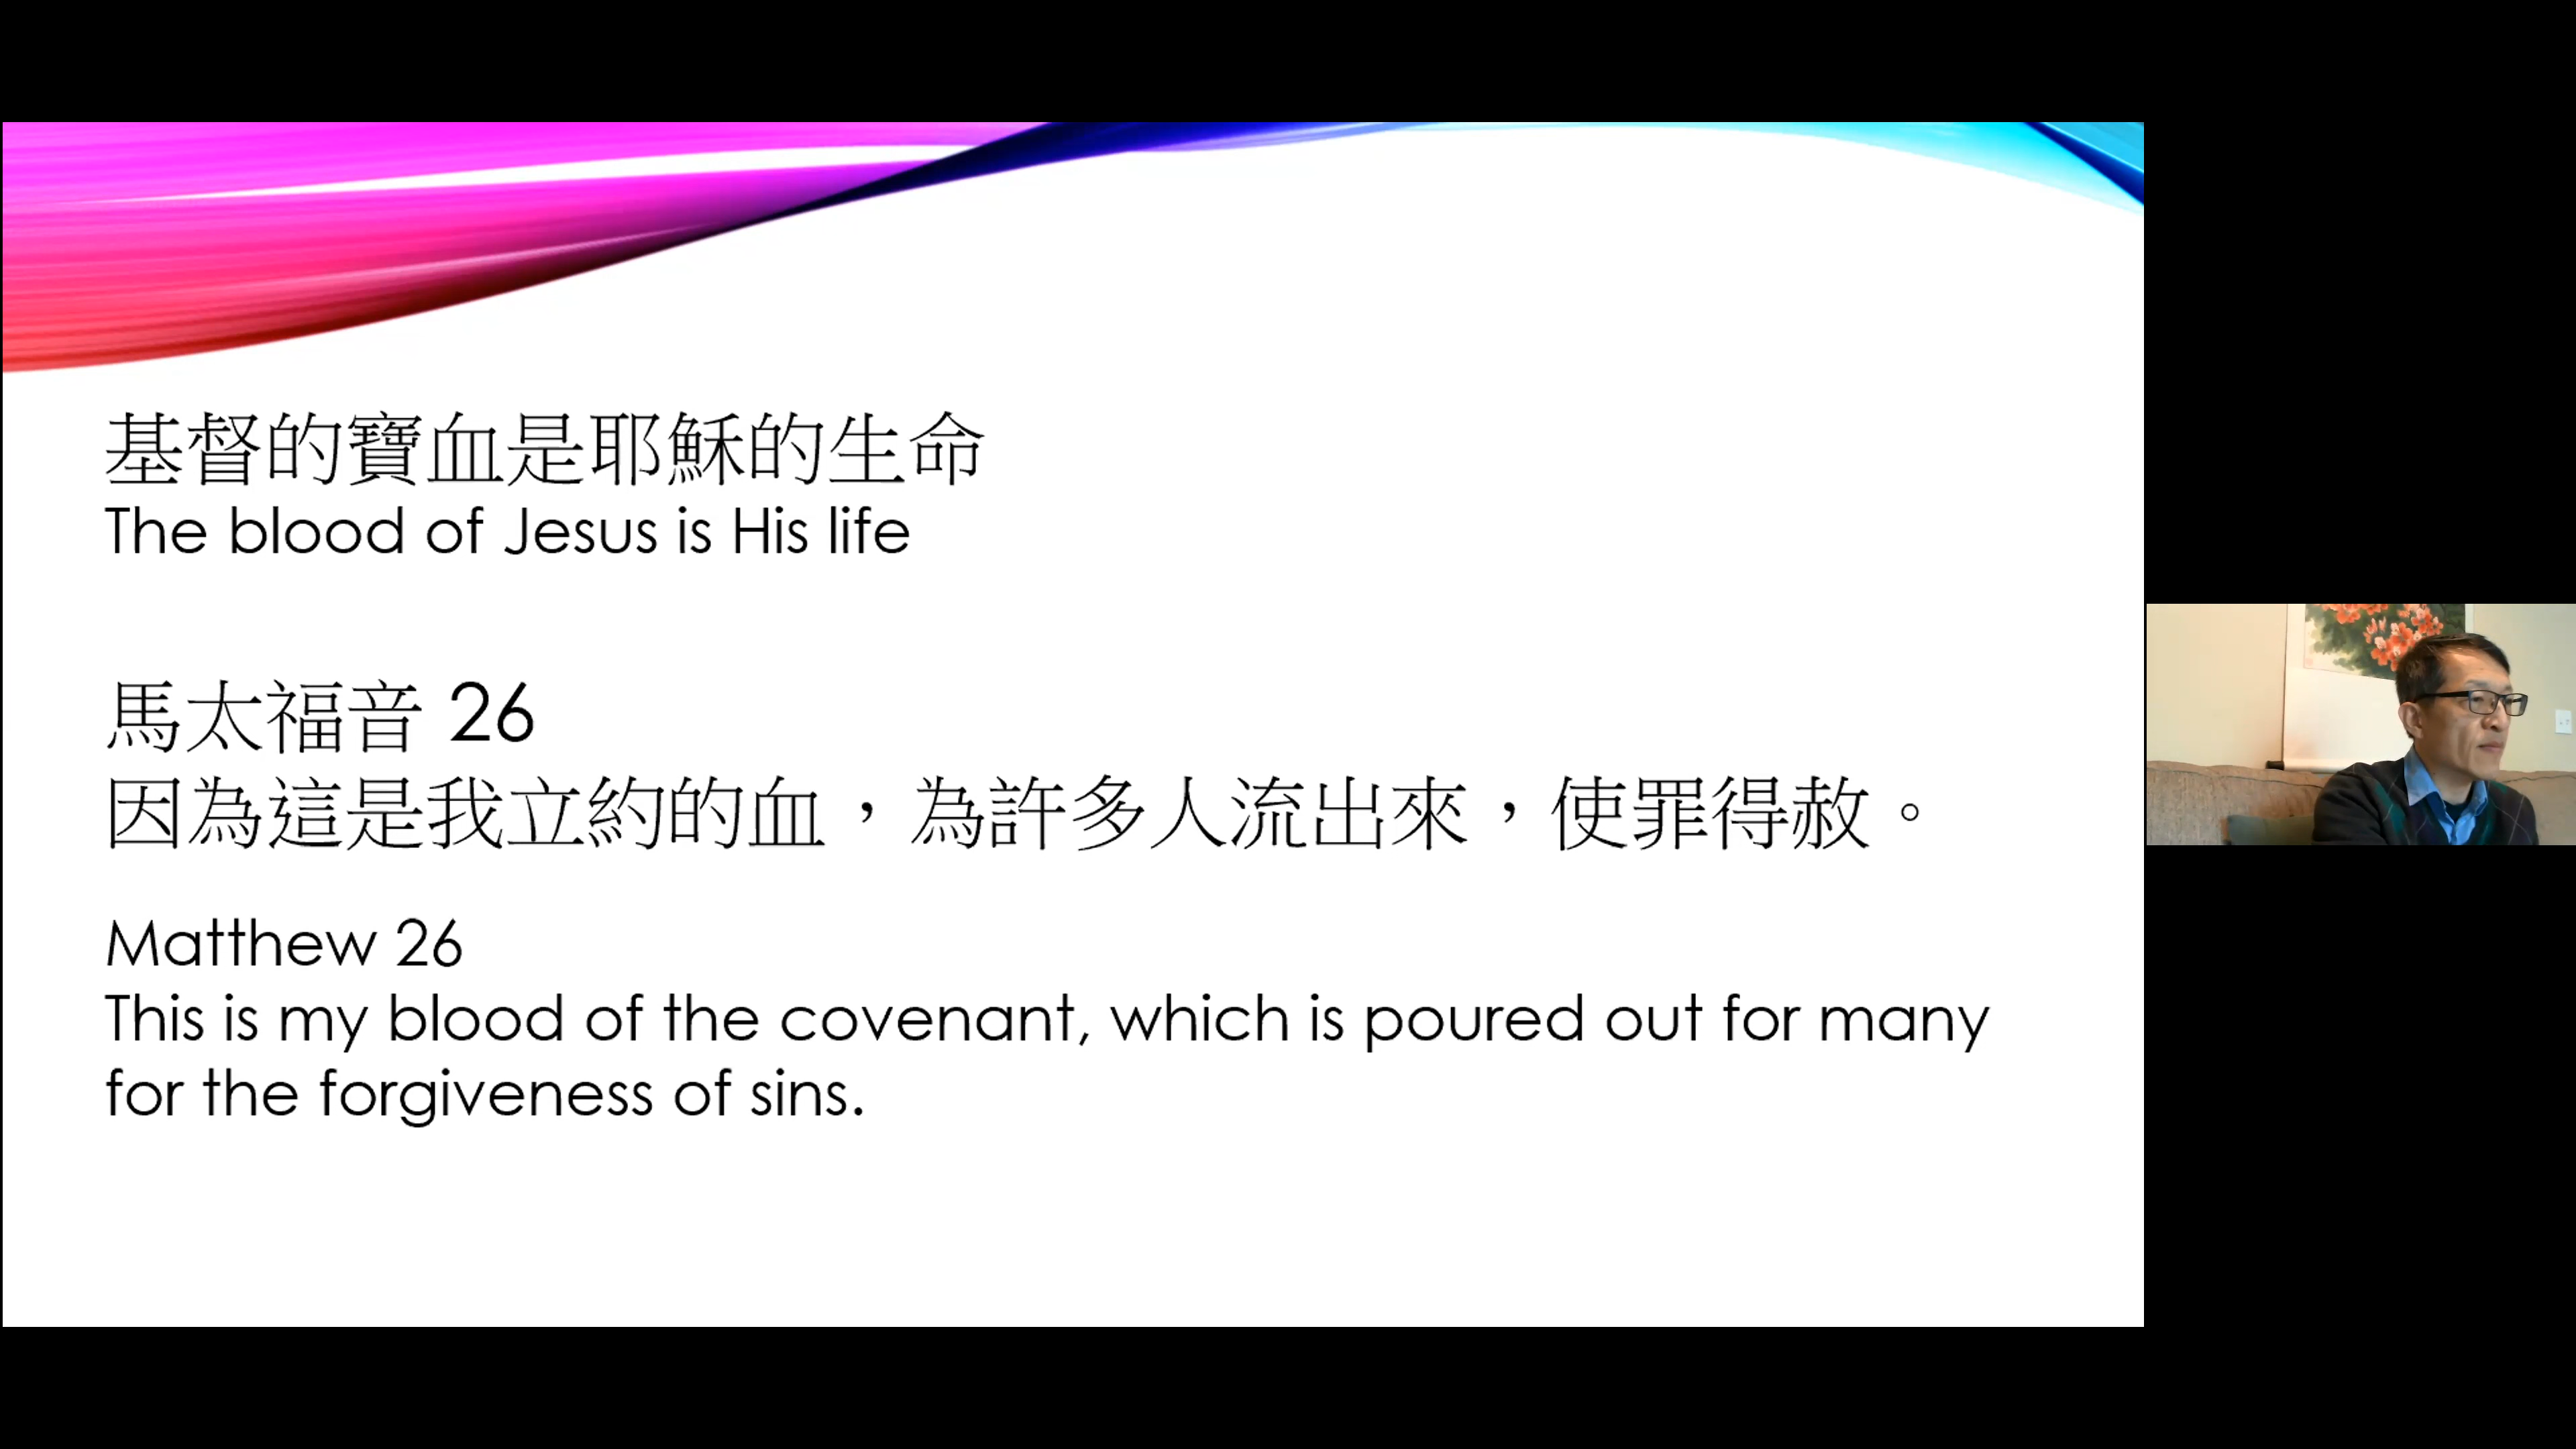 基督的寶血是耶穌的生命
The blood of Jesus is His life
馬太福音 26
因為這是我立約的血，為許多人流出來，使罪得赦。
Matthew 26
This is my blood of the covenant, which is poured out for many
for the forgiveness of sins.